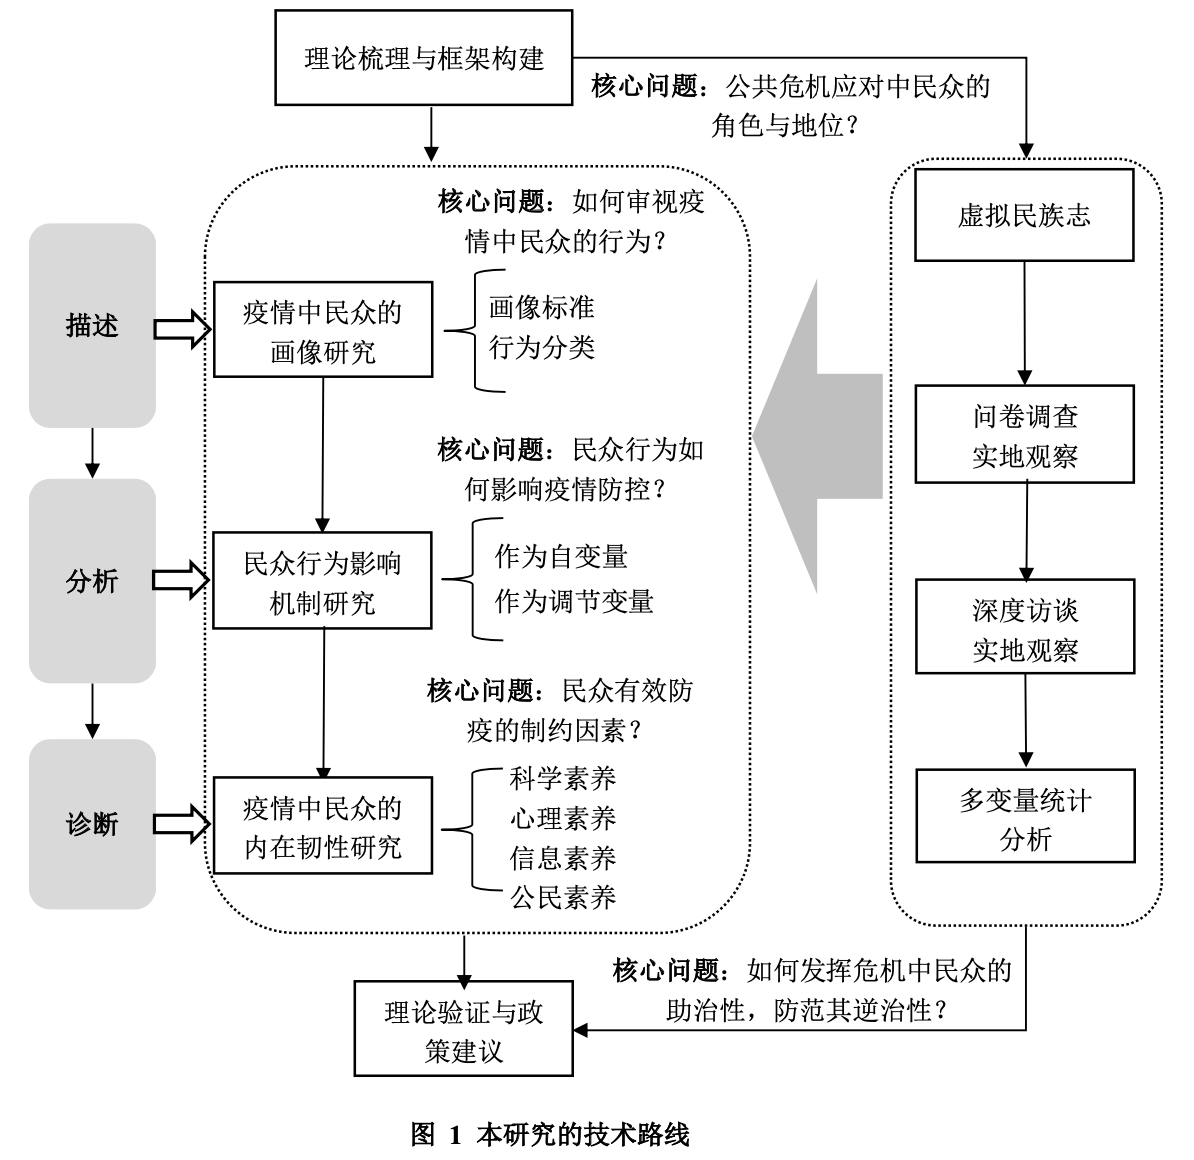 理论梳理与框架构建
核心问题：公共危机应对中民众的
角色与地位？
核心问题：如何审视疫
情中民众的行为？
描述
疫情中民众的
画像研究
画像标准
行为分类
核心问题：民众行为如
何影响疫情防控？
分析
民众行为影响
机制研究
作为自变量
作为调节变量
核心问题：民众有效防
疫的制约因素？
诊断
疫情中民众的
内在韧性研究
科学素养
心理素养
信息素养
公民素养
虚拟民族志
问卷调查
实地观察
深度访谈
实地观察
多变量统计
分析
核心问题：如何发挥危机中民众的
助治性，防范其逆治性？
理论验证与政
策建议
图 1 本研究的技术路线